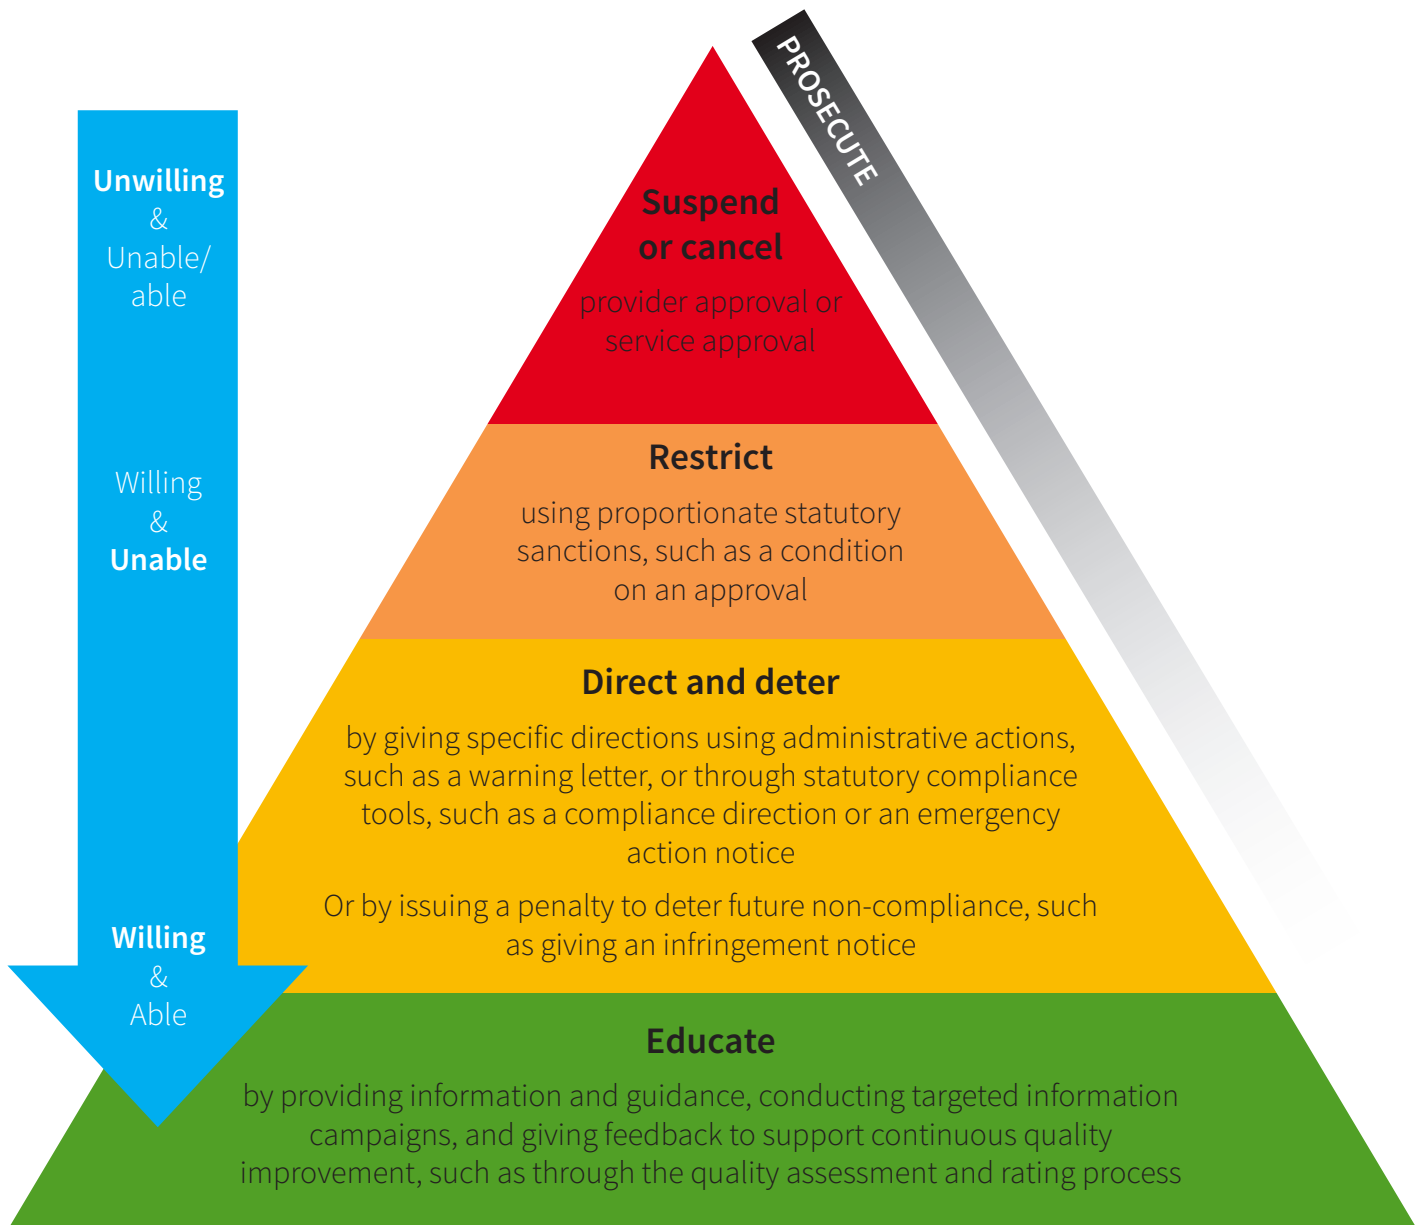 PROSECUTE
Unwilling
&
Unable/
able
Willing
&
Unable
Willing
&
Able
Suspend
or cancel
provider approval or
service approval
Restrict
using proportionate statutory
sanctions, such as a condition
on an approval
Direct and deter
by giving specific directions using administrative actions,
such as a warning letter, or through statutory compliance
tools, such as a compliance direction or an emergency
action notice
Or by issuing a penalty to deter future non-compliance, such
as giving an infringement notice
Educate
by providing information and guidance, conducting targeted information
campaigns, and giving feedback to support continuous quality
improvement, such as through the quality assessment and rating process